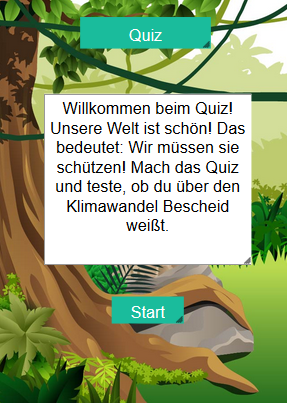 Quiz
Willkommen beim Quiz!
Unsere Welt ist schön! Das
bedeutet: Wir müssen sie
schützen! Mach das Quiz
und teste, ob du über den
Klimawandel Bescheid
weißt.
Start